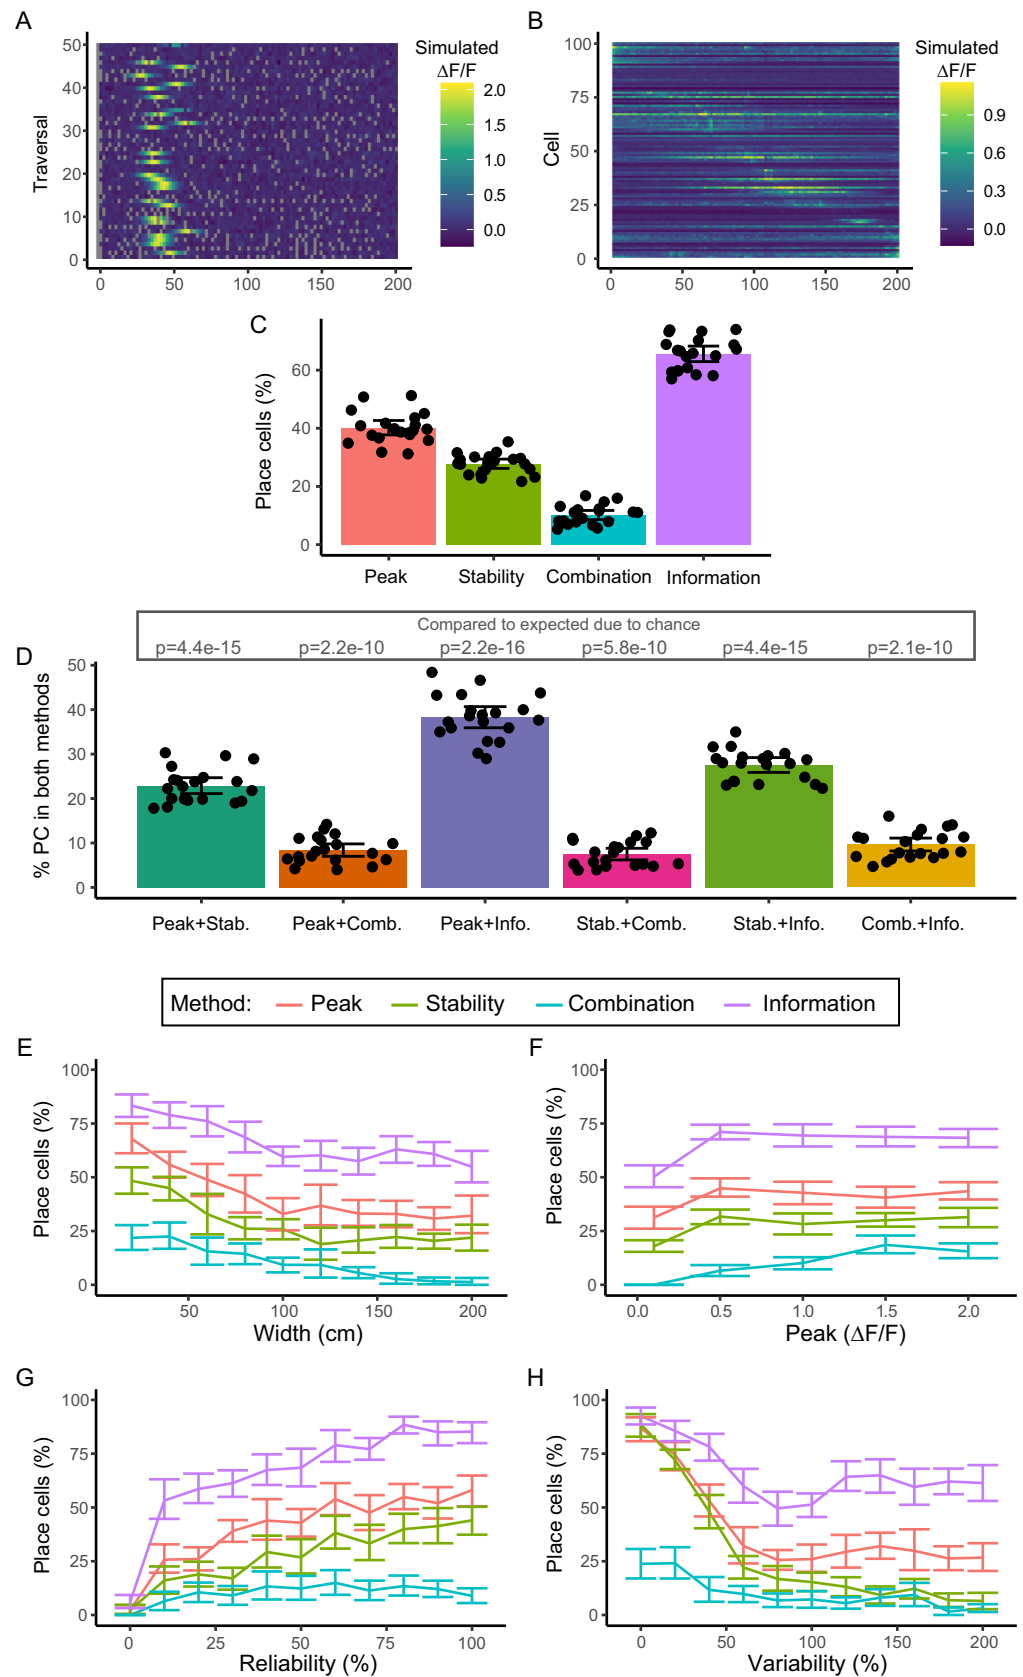 A
B
Simulated
ΔF/F
2.0
1.5
1.0
0.5
0.0
Traversal
50
40
30
20
10
0
0 50 100 150 200
Simulated
ΔF/F
0.9
0.6
0.3
0.0
Cell
100
75
50
25
0
0 50 100 150 200
C
Place cells (%)
60
40
20
0
Peak Stability Combination Information
Compared to expected due to chance
p=4.4e-15 p=2.2e-10 p=2.2e-16 p=5.8e-10 p=4.4e-15 p=2.1e-10
D
% PC in both methods
50
40
30
20
10
0
Peak+Stab. Peak+Comb. Peak+Info. Stab.+Comb. Stab.+Info. Comb.+Info.
Method: Peak Stability Combination Information
E
Place cells (%)
100
75
50
25
0
50 100 150 200
Width (cm)
F
Place cells (%)
100
75
50
25
0
0.0 0.5 1.0 1.5 2.0
Peak (ΔF/F)
G
Place cells (%)
100
75
50
25
0
0 25 50 75 100
Reliability (%)
H
Place cells (%)
100
75
50
25
0
0 50 100 150 200
Variability (%)